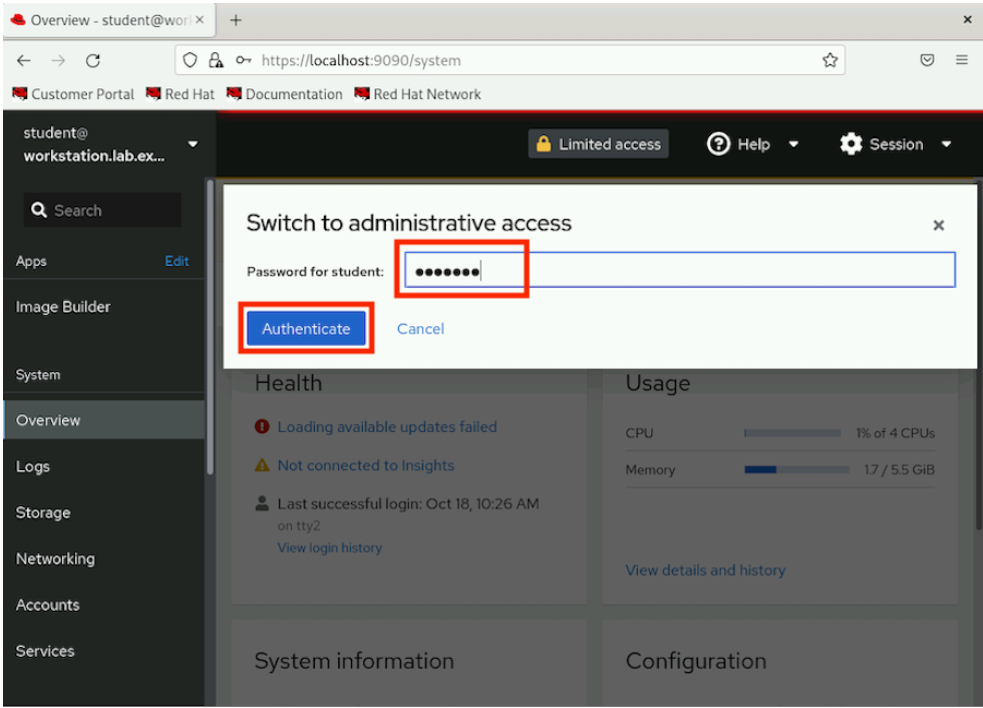 Overview - student@wor
https://localhost:9090/system
Customer Portal Red Hat Documentation Red Hat Network
student@
workstation.lab.ex...
Limited access Help Session
Search
Apps Edit
Image Builder
System
Overview
Logs
Storage
Networking
Accounts
Services
Switch to administrative access
Password for student: •••••••
Authenticate Cancel
Health
Loading available updates failed
Not connected to Insights
Last successful login: Oct 18, 10:26 AM
on tty2
View login history
Usage
CPU 1% of 4 CPUs
Memory 1.7 / 5.5 GiB
View details and history
System information
Configuration